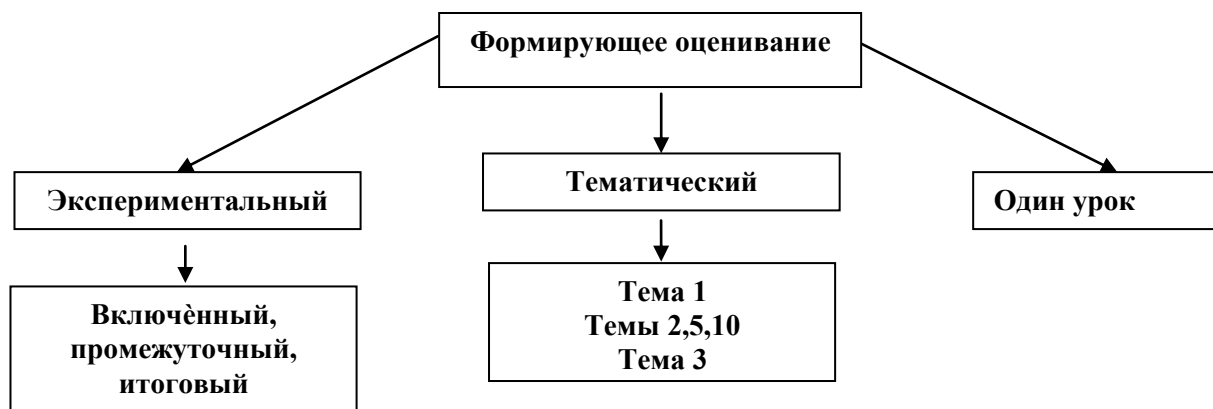 Формирующее оценивание
Экспериментальный
Тематический
Один урок
Включѐнный,
промежуточный,
итоговый
Тема 1
Темы 2,5,10
Тема 3